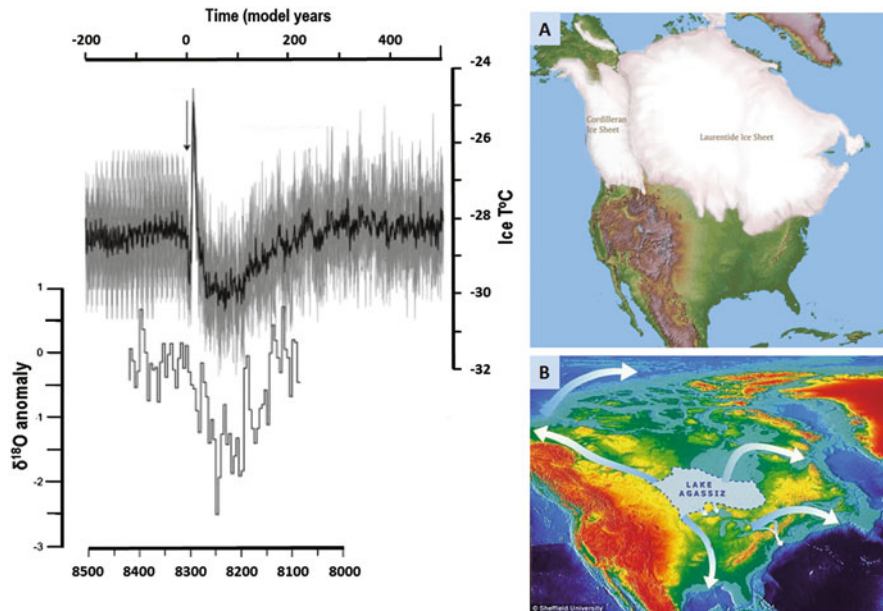 Time (model years
-200 0 200 400
-24
-26
-28
-30
-32
Ice TºC
1
0
-1
-2
-3
δ¹⁸O anomaly
8500 8400 8300 8200 8100 8000
A
Cordilleran
Ice Sheet
Laurentide Ice Sheet
B
LAKE
AGASSIZ
© Sheffield University